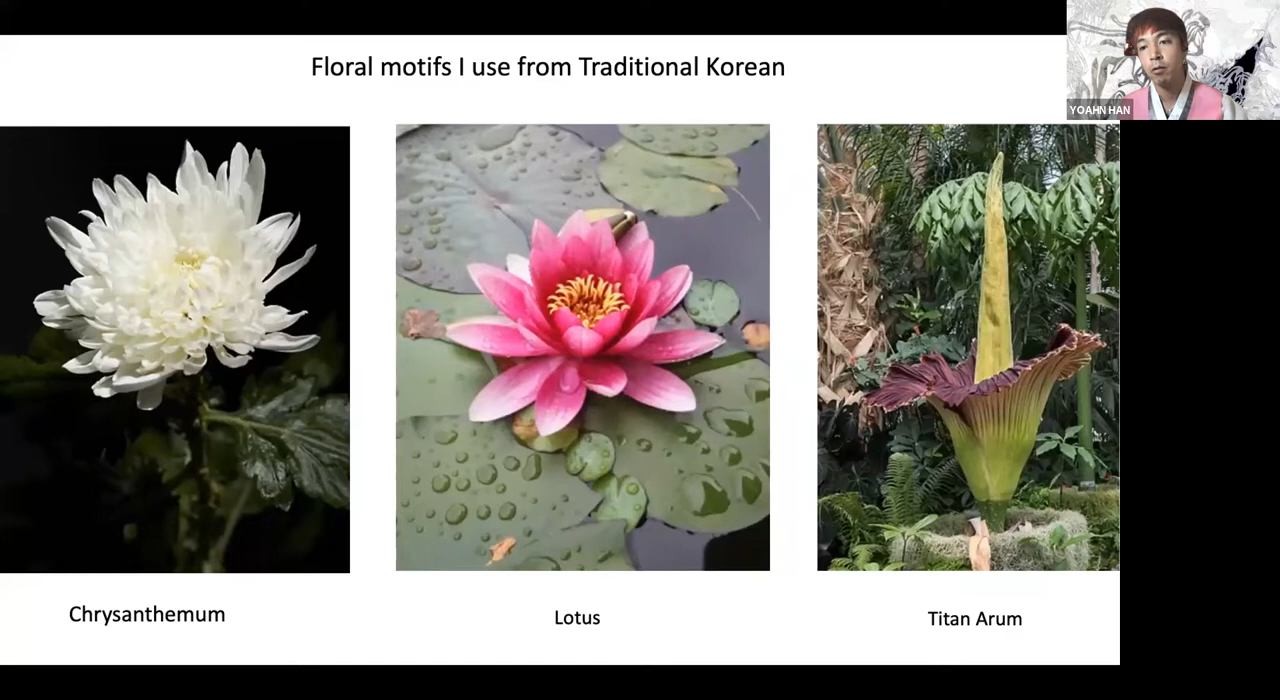 Floral motifs I use from Traditional Korean
YOAHN HAN
Chrysanthemum
Lotus
Titan Arum